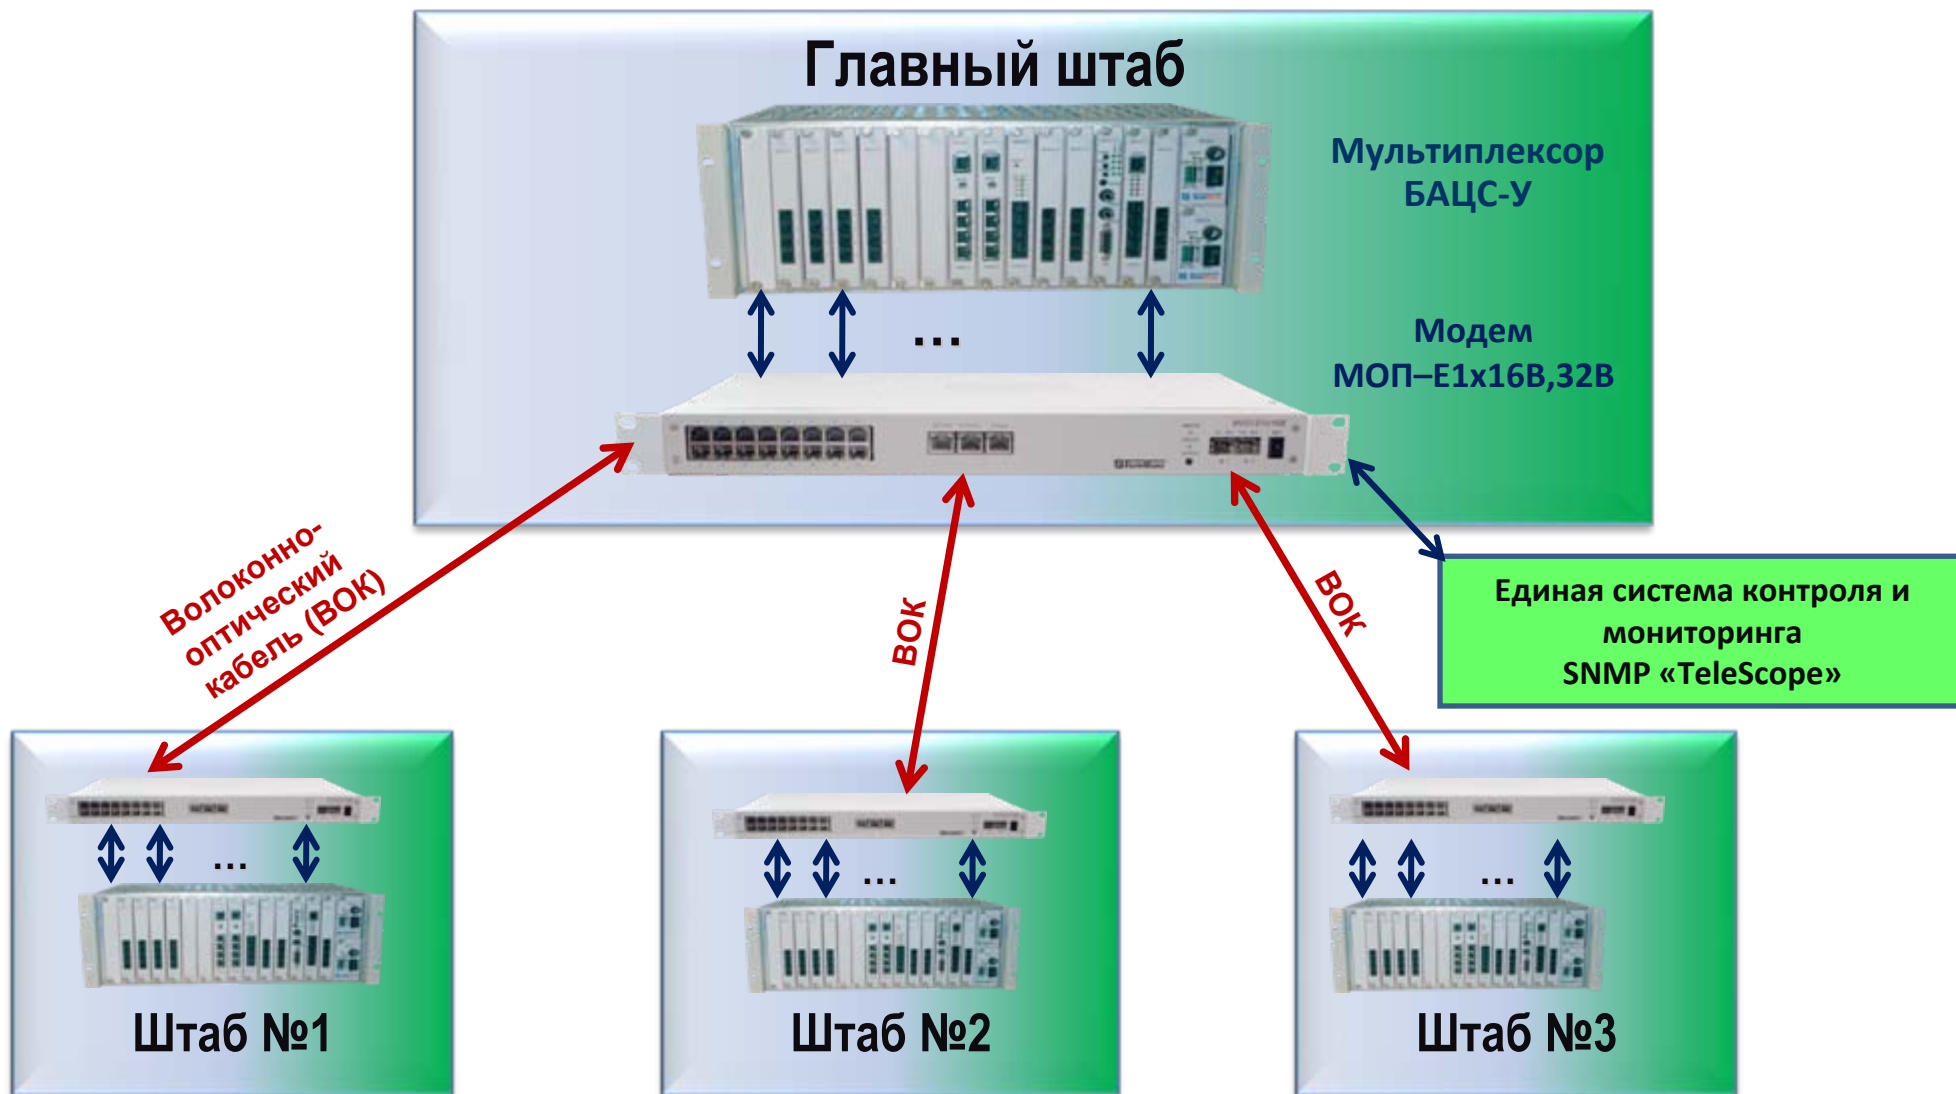 Главный штаб
Мультиплексор
БАЦС-У
...
Модем
МОП–Е1х16В,32В
Волоконно-
оптический
кабель (ВОК)
ВОК
ВОК
Единая система контроля и
мониторинга
SNMP «TeleScope»
...
...
...
Штаб №1
Штаб №2
Штаб №3